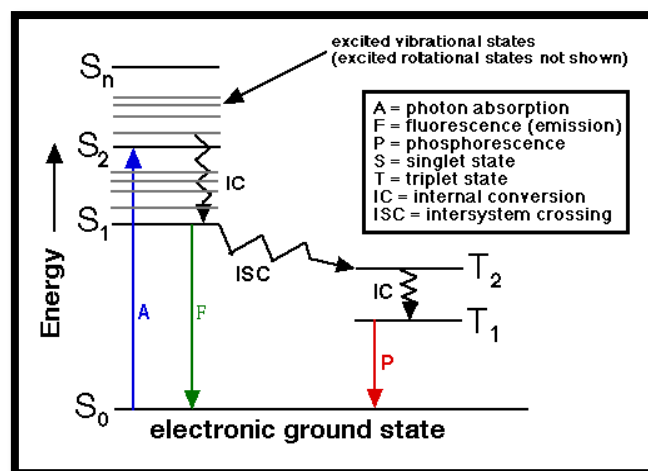 excited vibrational states
(excited rotational states not shown)
Sn
A = photon absorption
F = fluorescence (emission)
P = phosphorescence
S = singlet state
T = triplet state
IC = internal conversion
ISC = intersystem crossing
S2
IC
S1
ISC
T2
IC
T1
Energy
A
F
P
S0
electronic ground state